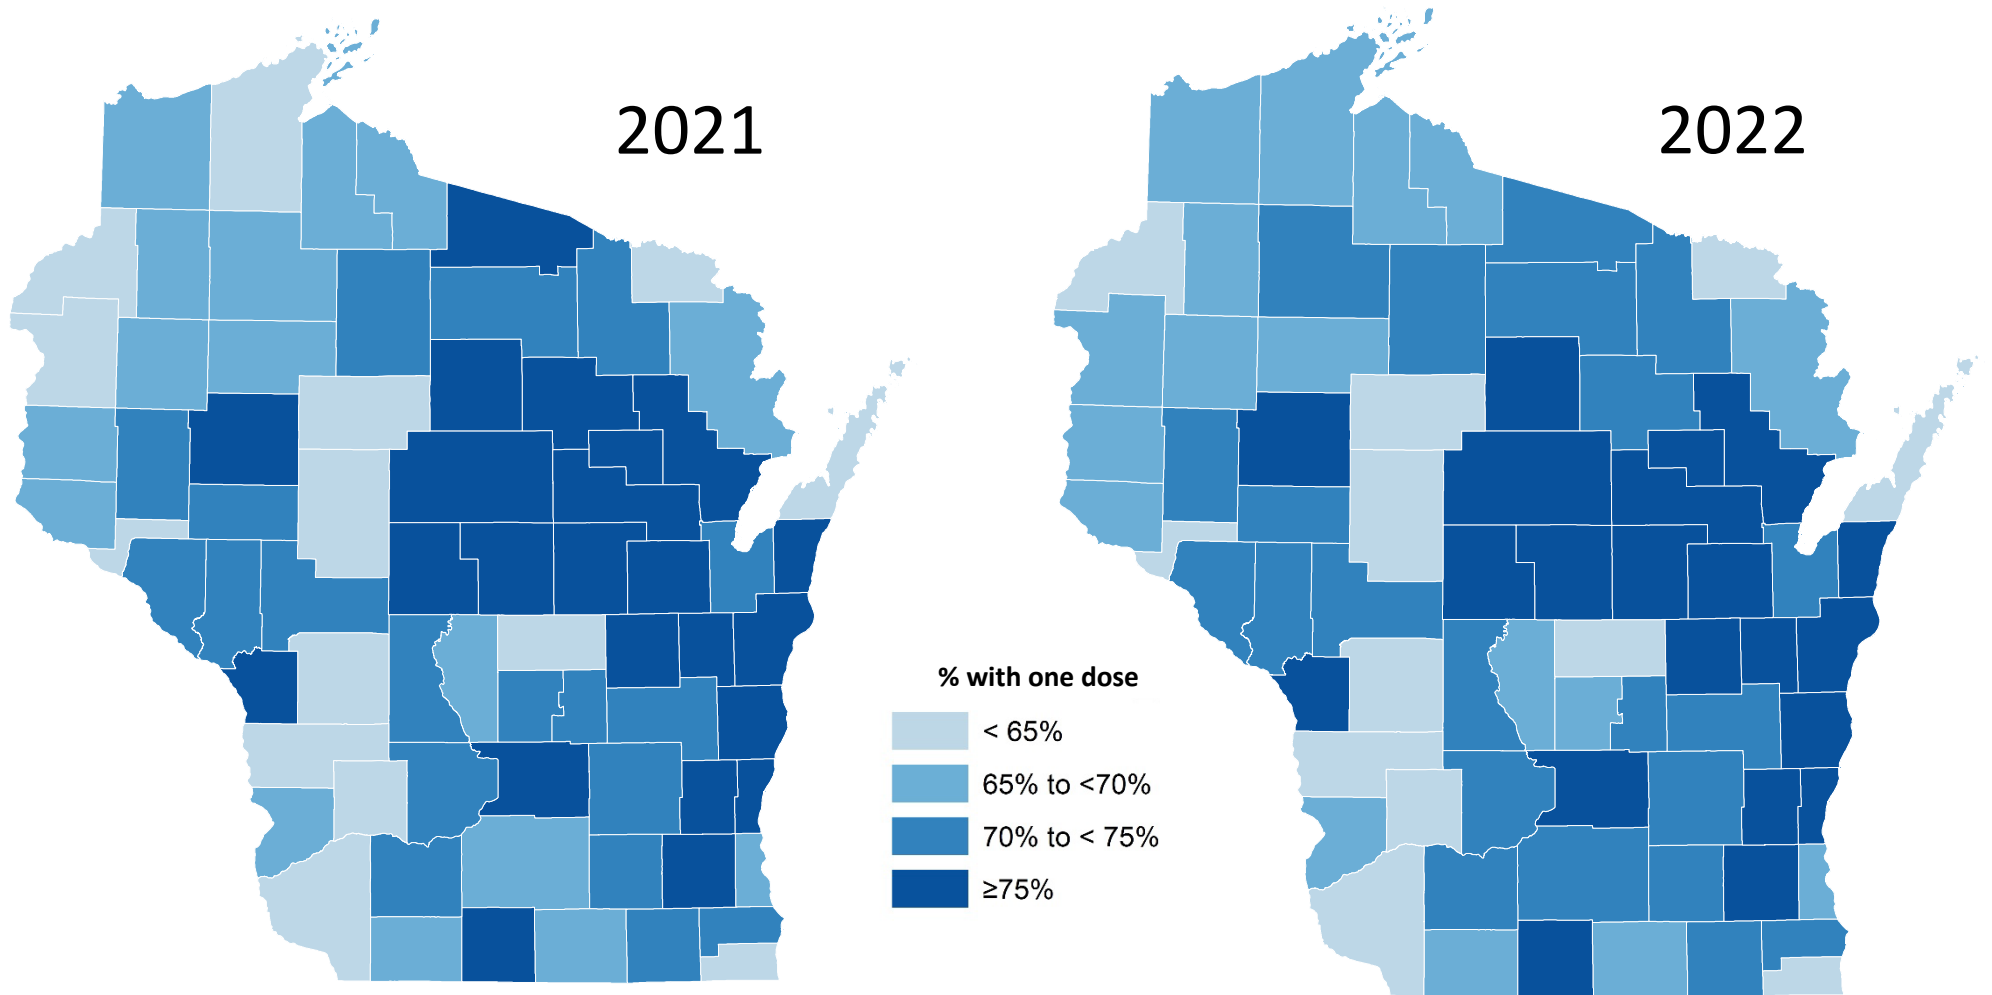 2021
2022
% with one dose
< 65%
65% to <70%
70% to < 75%
≥75%